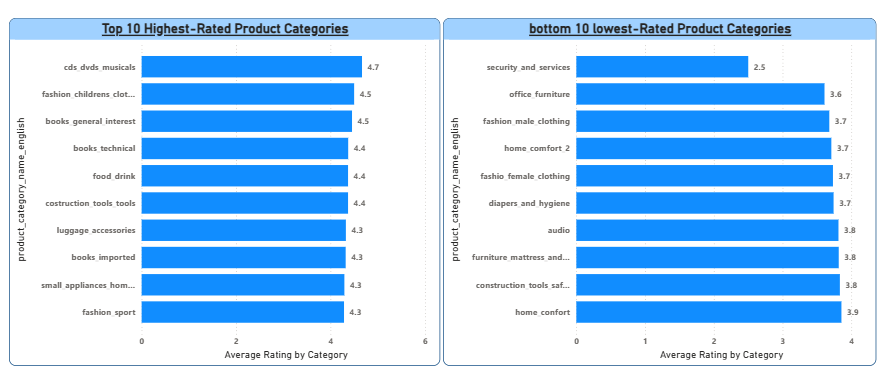 Top 10 Highest-Rated Product Categories
product_category_name_english
cds_dvds_musicals 4.7
fashion_childrens_clot... 4.5
books_general_interest 4.5
books_technical 4.4
food_drink 4.4
costruction_tools_tools 4.4
luggage_accessories 4.3
books_imported 4.3
small_appliances_hom... 4.3
fashion_sport 4.3
0 2 4 6
Average Rating by Category
bottom 10 lowest-Rated Product Categories
product_category_name_english
security_and_services 2.5
office_furniture 3.6
fashion_male_clothing 3.7
home_comfort_2 3.7
fashio_female_clothing 3.7
diapers_and_hygiene 3.7
audio 3.8
furniture_mattress_and... 3.8
construction_tools_saf... 3.8
home_confort 3.9
0 1 2 3 4
Average Rating by Category